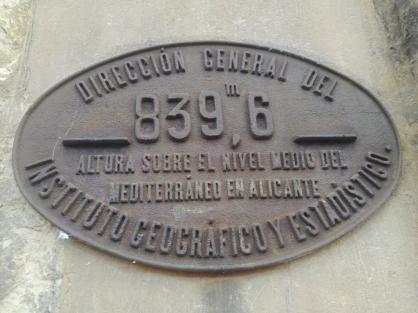 DIRECCIÓN GENERAL DEL
839,6 m
ALTURA SOBRE EL NIVEL MEDIO DEL
MEDITERRÁNEO EN ALICANTE
INSTITUTO GEOGRÁFICO Y ESTADÍSTICO.